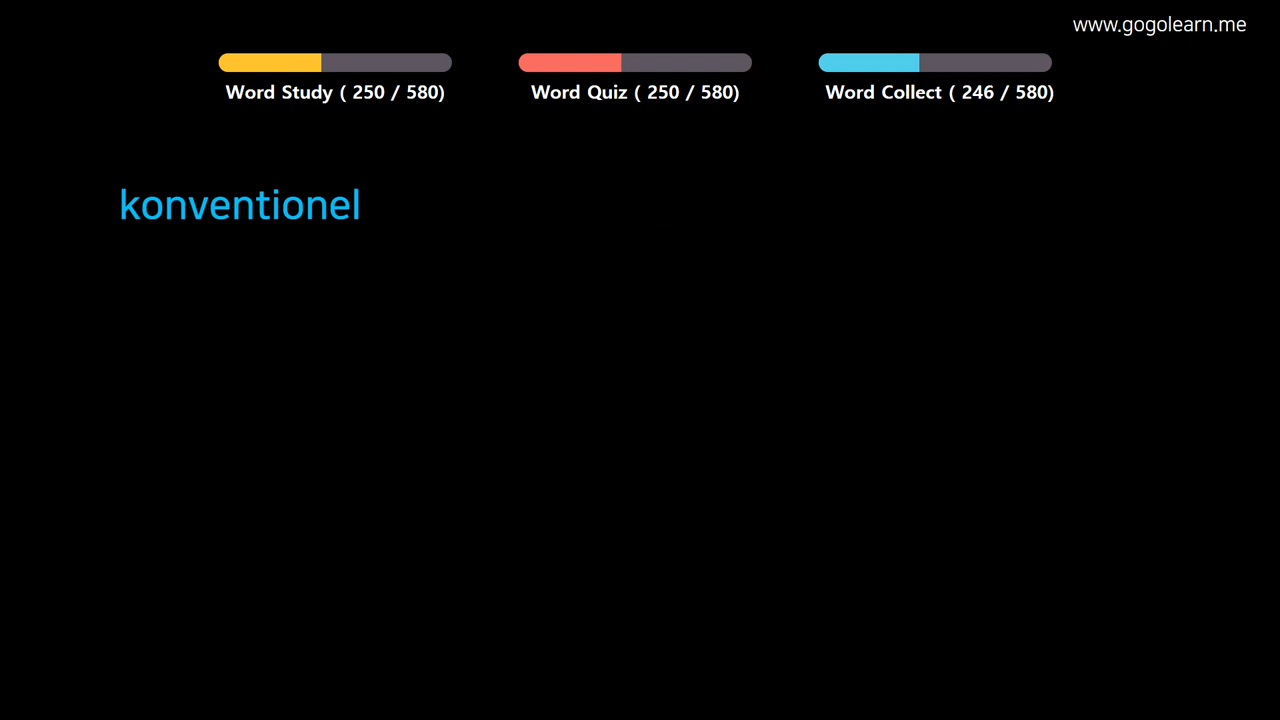 www.gogolearn.me
Word Study ( 250 / 580)
Word Quiz ( 250 / 580)
Word Collect ( 246 / 580)
konventionel